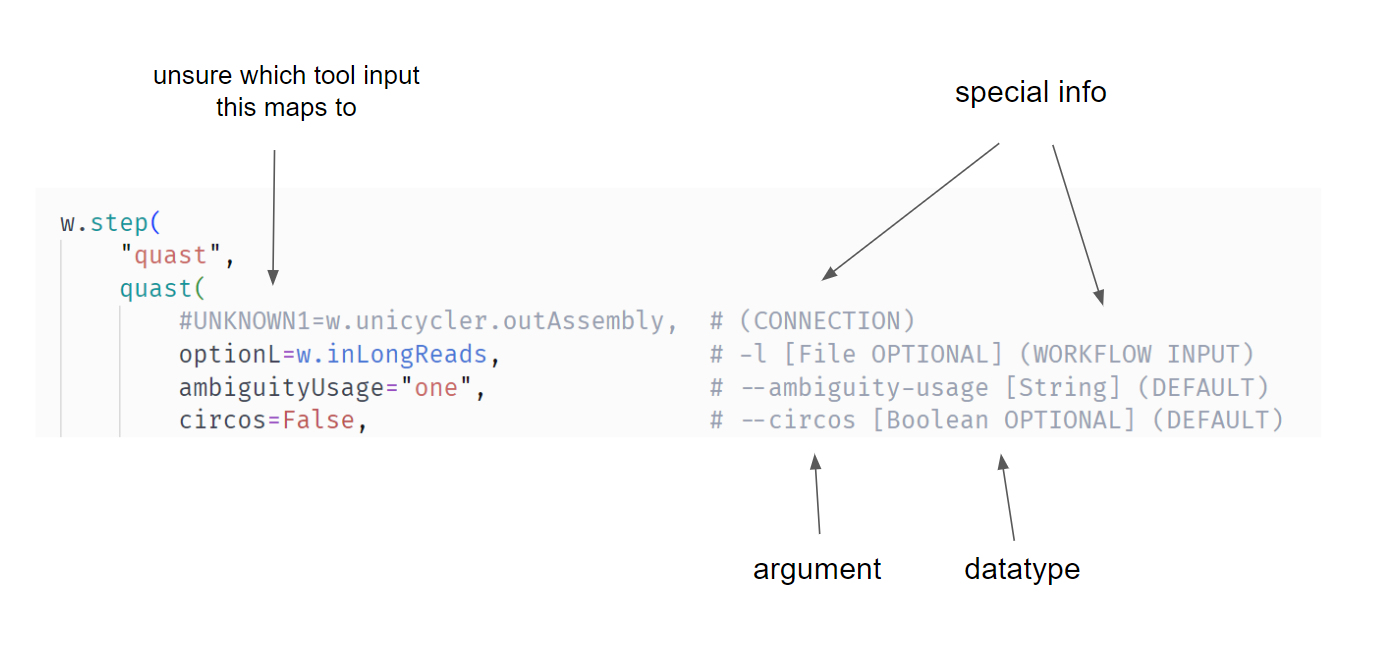 unsure which tool input
this maps to
special info
w.step(
"quast",
quast(
#UNKNOWN1=w.unicycler.outAssembly,  # (CONNECTION)
optionL=w.inLongReads,  # -l [File OPTIONAL] (WORKFLOW INPUT)
ambiguityUsage="one",  # --ambiguity-usage [String] (DEFAULT)
circos=False,  # --circos [Boolean OPTIONAL] (DEFAULT)
argument
datatype